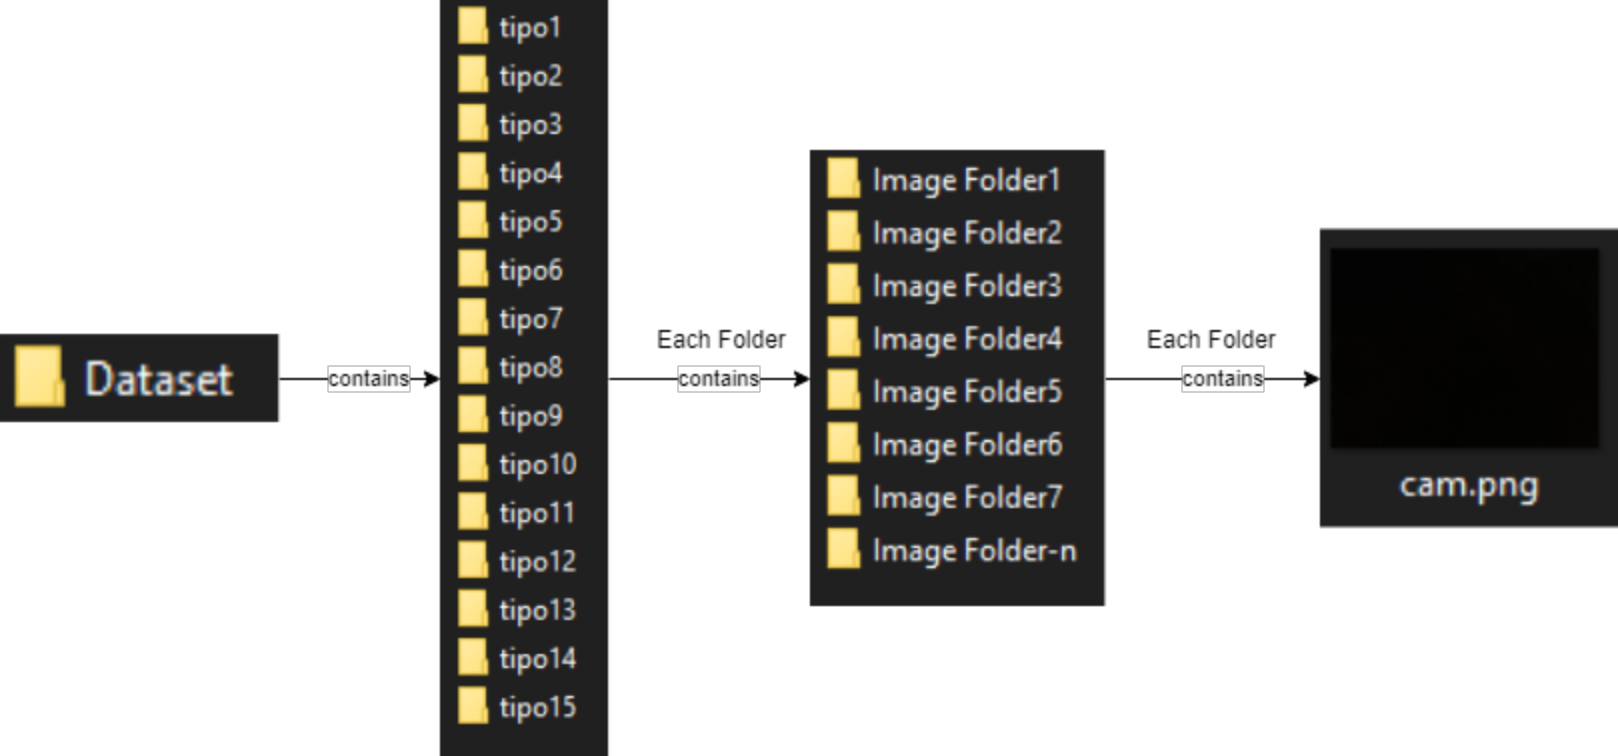 Dataset
contains
tipo1
tipo2
tipo3
tipo4
tipo5
tipo6
tipo7
tipo8
tipo9
tipo10
tipo11
tipo12
tipo13
tipo14
tipo15
Each Folder
contains
Image Folder1
Image Folder2
Image Folder3
Image Folder4
Image Folder5
Image Folder6
Image Folder7
Image Folder-n
Each Folder
contains
cam.png